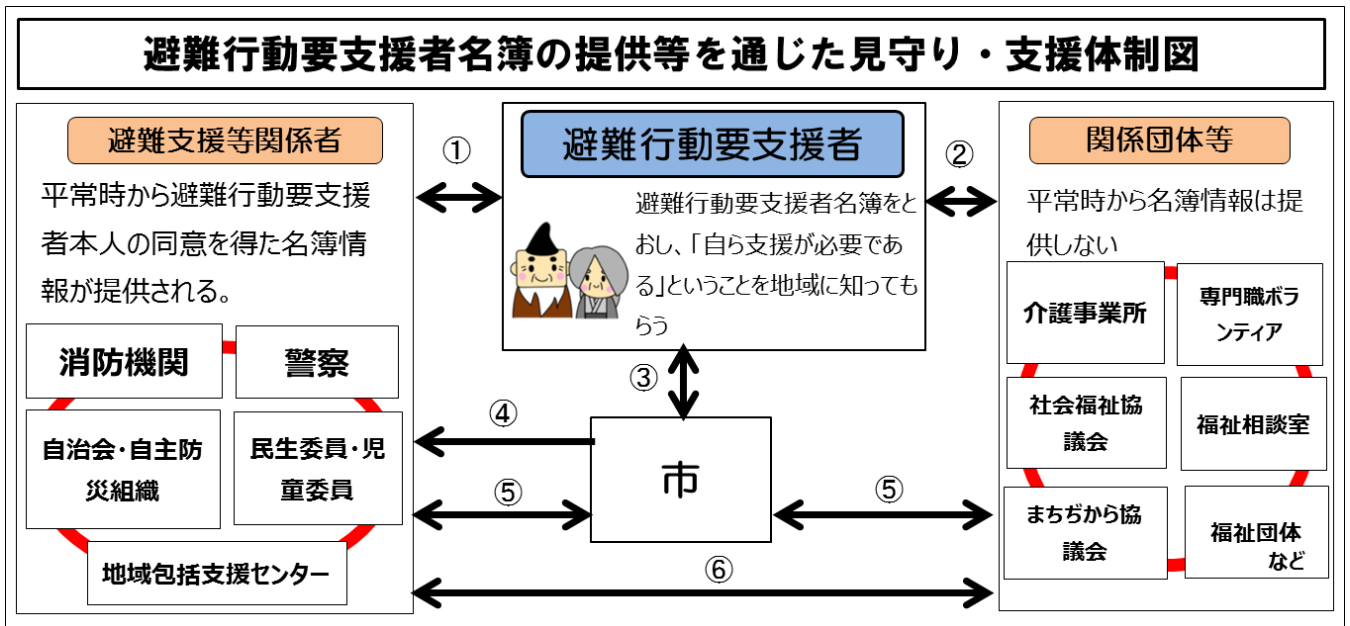 避難行動要支援者名簿の提供等を通じた見守り・支援体制図
避難支援等関係者
平常時から避難行動要支援
者本人の同意を得た名簿情
報が提供される。
消防機関
警察
自治会・自主防
災組織
民生委員・児
童委員
地域包括支援センター
①
避難行動要支援者
避難行動要支援者名簿をと
おし、「自ら支援が必要であ
る」ということを地域に知っても
らう
②
③
市
④
⑤
⑤
⑥
関係団体等
平常時から名簿情報は提
供しない
介護事業所
専門職ボラ
ンティア
社会福祉協
議会
福祉相談室
まちぢから協
議会
福祉団体
など